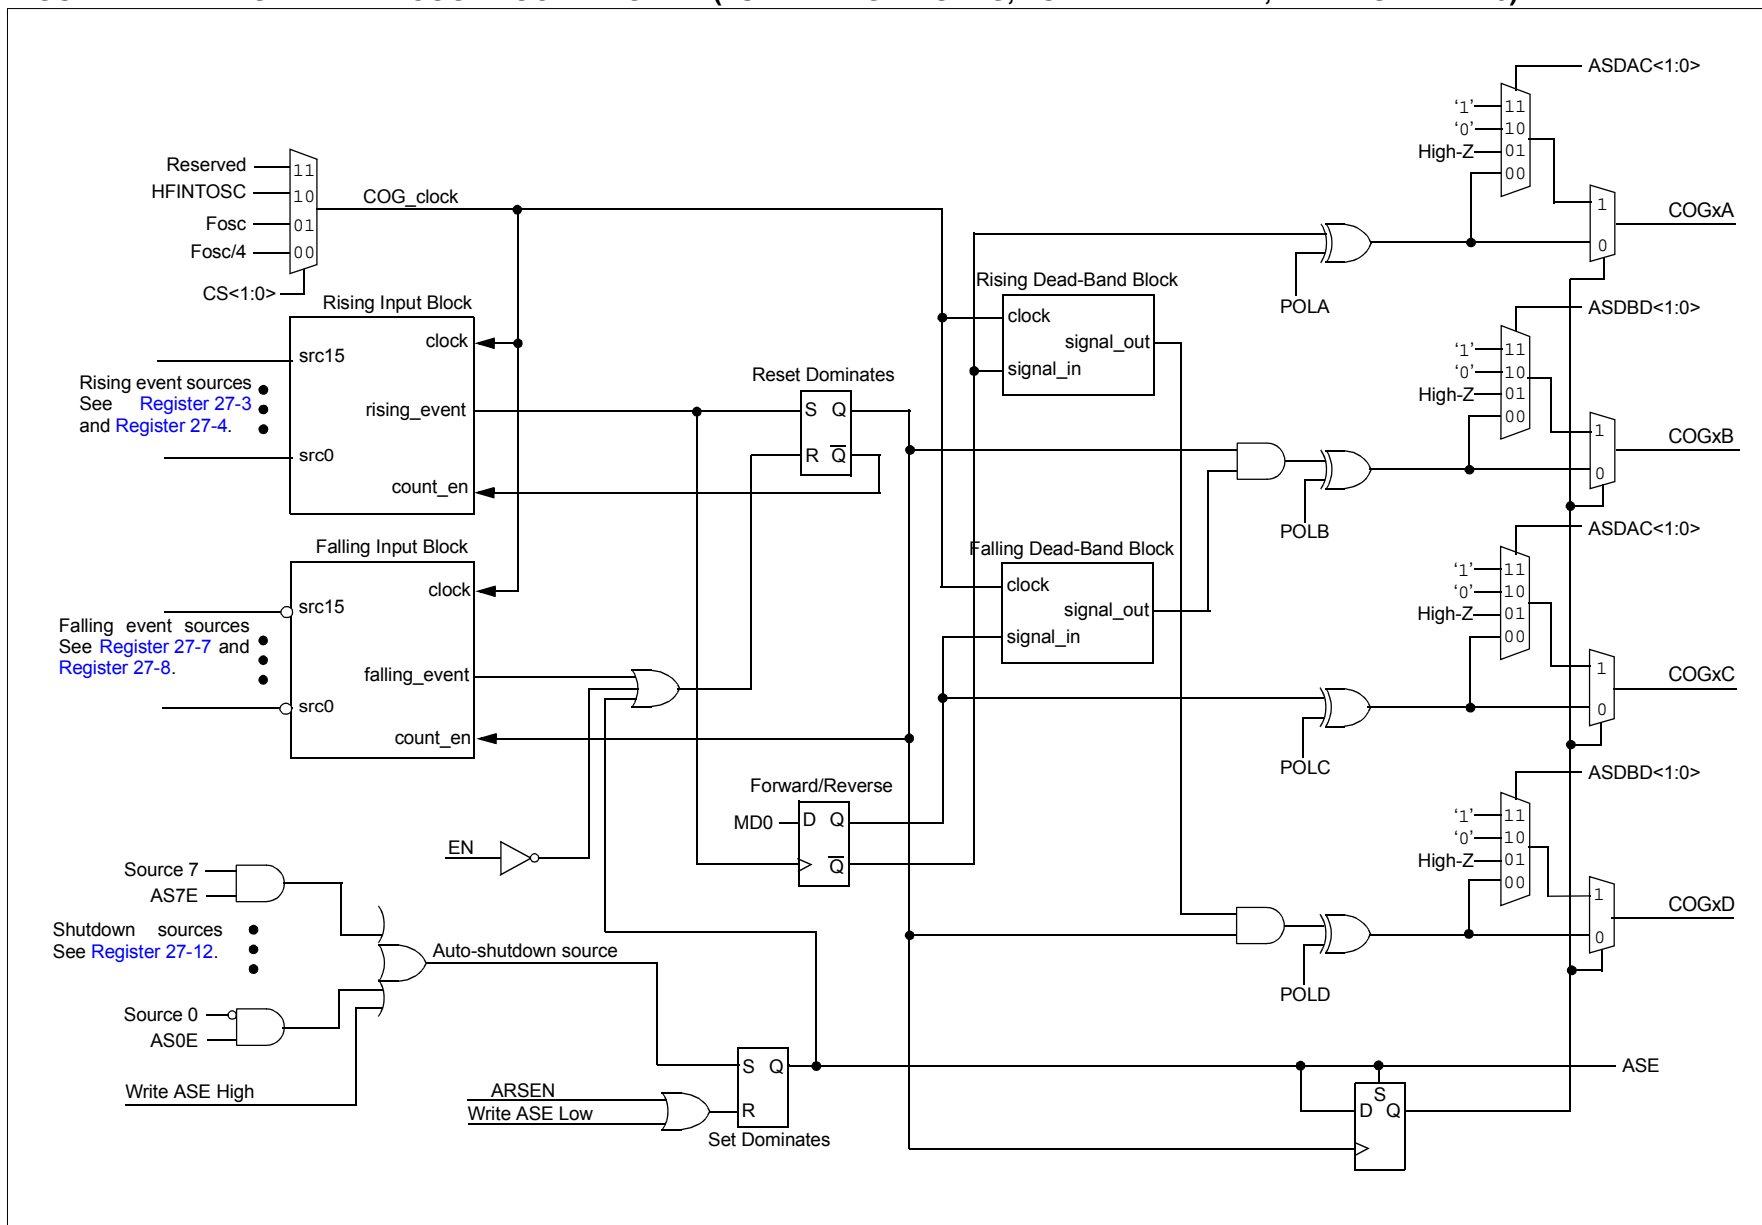 ASDAC<1:0>
'1' 11
'0' 10
High-Z 01
00
1
COGxA
0
Reserved 11
HFINTOSC 10
Fosc 01
Fosc/4 00
CS<1:0>
COG_clock
POLA
Rising Input Block
clock
src15
Rising event sources
See Register 27-3
and Register 27-4.
rising_event
src0
count_en
Reset Dominates
S Q
R Q
Rising Dead-Band Block
clock
signal_out
signal_in
ASDBD<1:0>
'1' 11
'0' 10
High-Z 01
00
1
COGxB
0
POLB
Falling Input Block
clock
src15
Falling event sources
See Register 27-7 and
Register 27-8.
falling_event
src0
count_en
Falling Dead-Band Block
clock
signal_out
signal_in
ASDAC<1:0>
'1' 11
'0' 10
High-Z 01
00
1
COGxC
0
POLC
Forward/Reverse
MD0 D Q
Q
EN
ASDBD<1:0>
'1' 11
'0' 10
High-Z 01
00
1
COGxD
0
POLD
Source 7
AS7E
Shutdown sources
See Register 27-12.
Auto-shutdown source
Source 0
AS0E
Write ASE High
ARSEN
Write ASE Low
S Q
R
Set Dominates
ASE
S
D Q